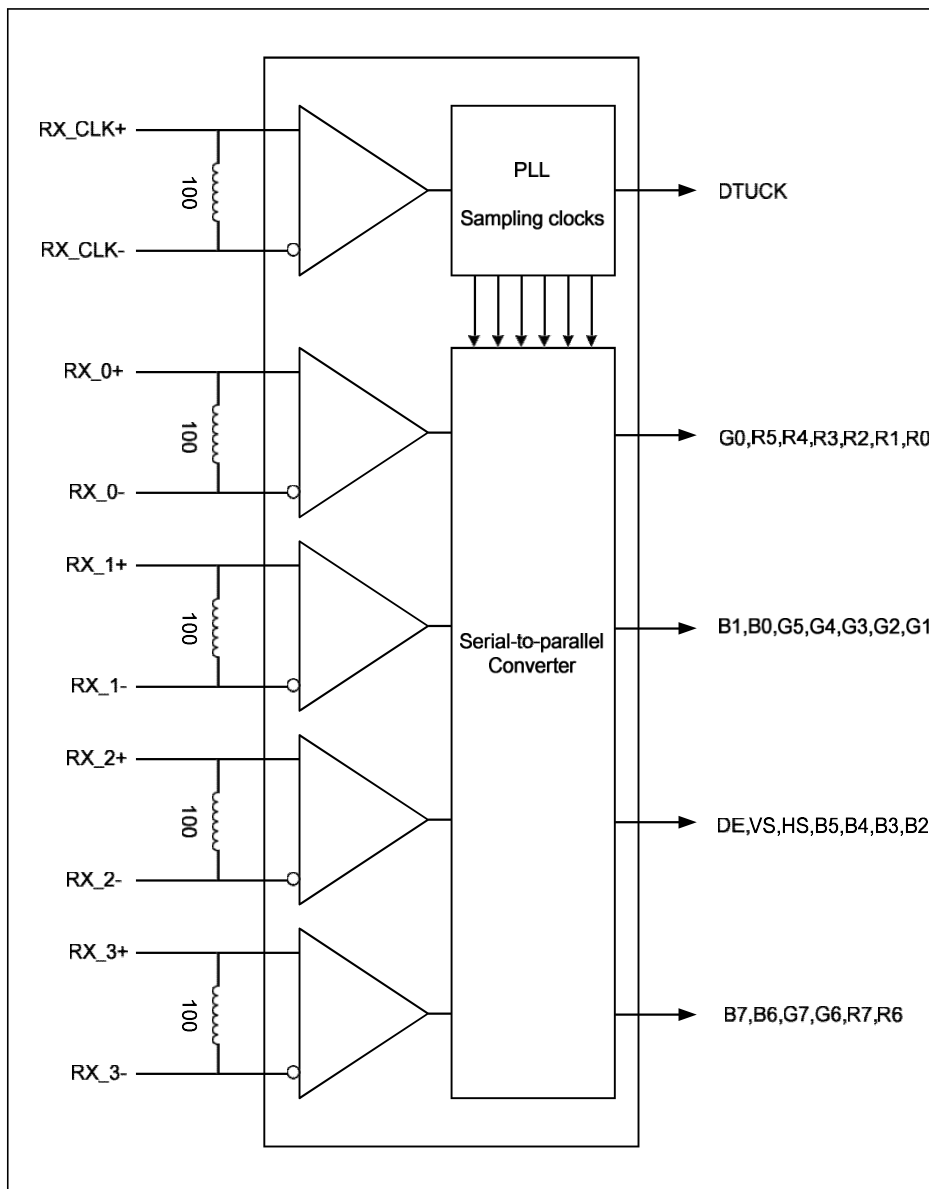 RX_CLK+
100
RX_CLK-
PLL
Sampling clocks
DTUCK
RX_0+
100
RX_0-
G0,R5,R4,R3,R2,R1,R0
RX_1+
100
RX_1-
Serial-to-parallel
Converter
B1,B0,G5,G4,G3,G2,G1
RX_2+
100
RX_2-
DE,VS,HS,B5,B4,B3,B2
RX_3+
100
RX_3-
B7,B6,G7,G6,R7,R6